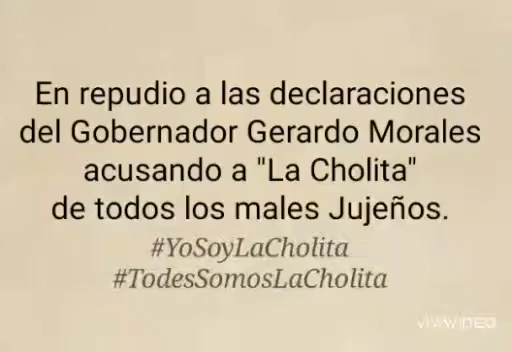 En repudio a las declaraciones
del Gobernador Gerardo Morales
acusando a "La Cholita"
de todos los males Jujeños.
#YoSoyLaCholita
#TodesSomosLaCholita
VIVAVIDEO